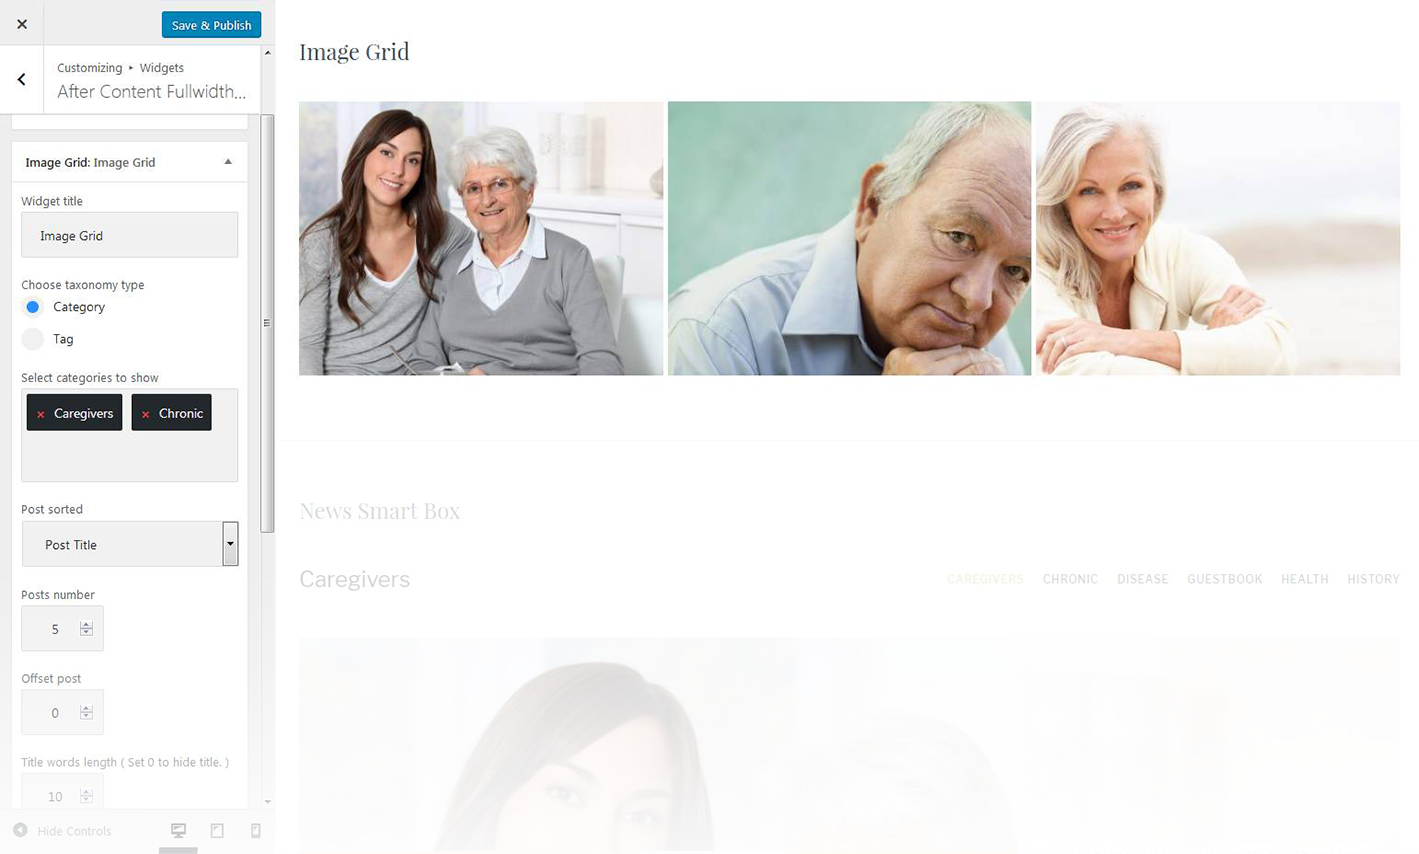 Save & Publish
Customizing ▸ Widgets
After Content Fullwidth...
Image Grid: Image Grid
Widget title
Image Grid
Choose taxonomy type
Category
Tag
Select categories to show
× Caregivers × Chronic
Post sorted
Post Title
Posts number
5
Offset post
0
Title words length ( Set 0 to hide title. )
10
Hide Controls
Image Grid
News Smart Box
Caregivers
CAREGIVERS CHRONIC DISEASE GUESTBOOK HEALTH HISTORY